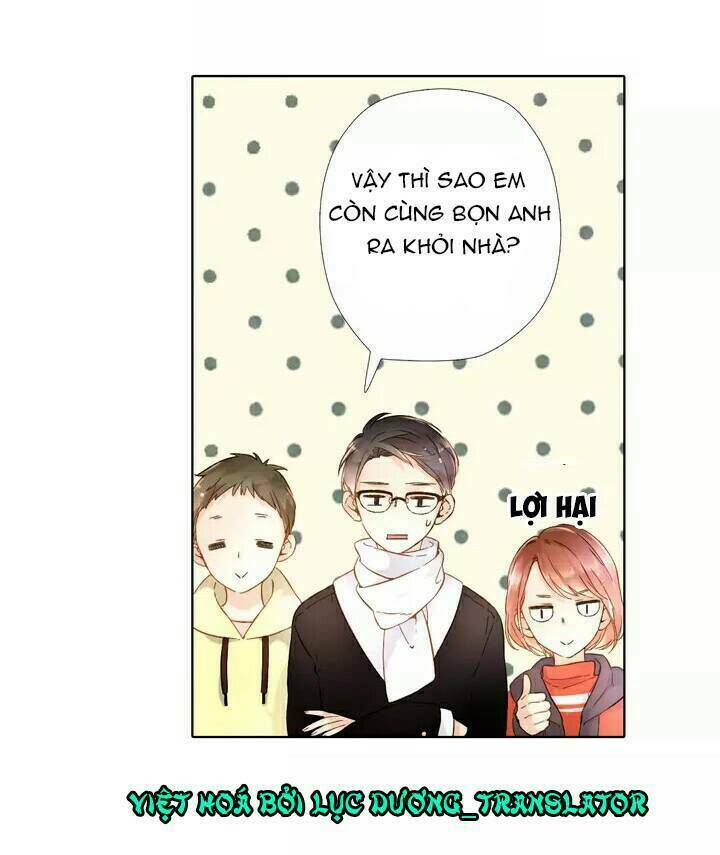 VẬY THÌ SAO EM
CÒN CÙNG BỌN ANH
RA KHỎI NHÀ?
LỢI HẠI
VIỆT HOÁ BỞI LỤC DƯƠNG_TRANSLATOR